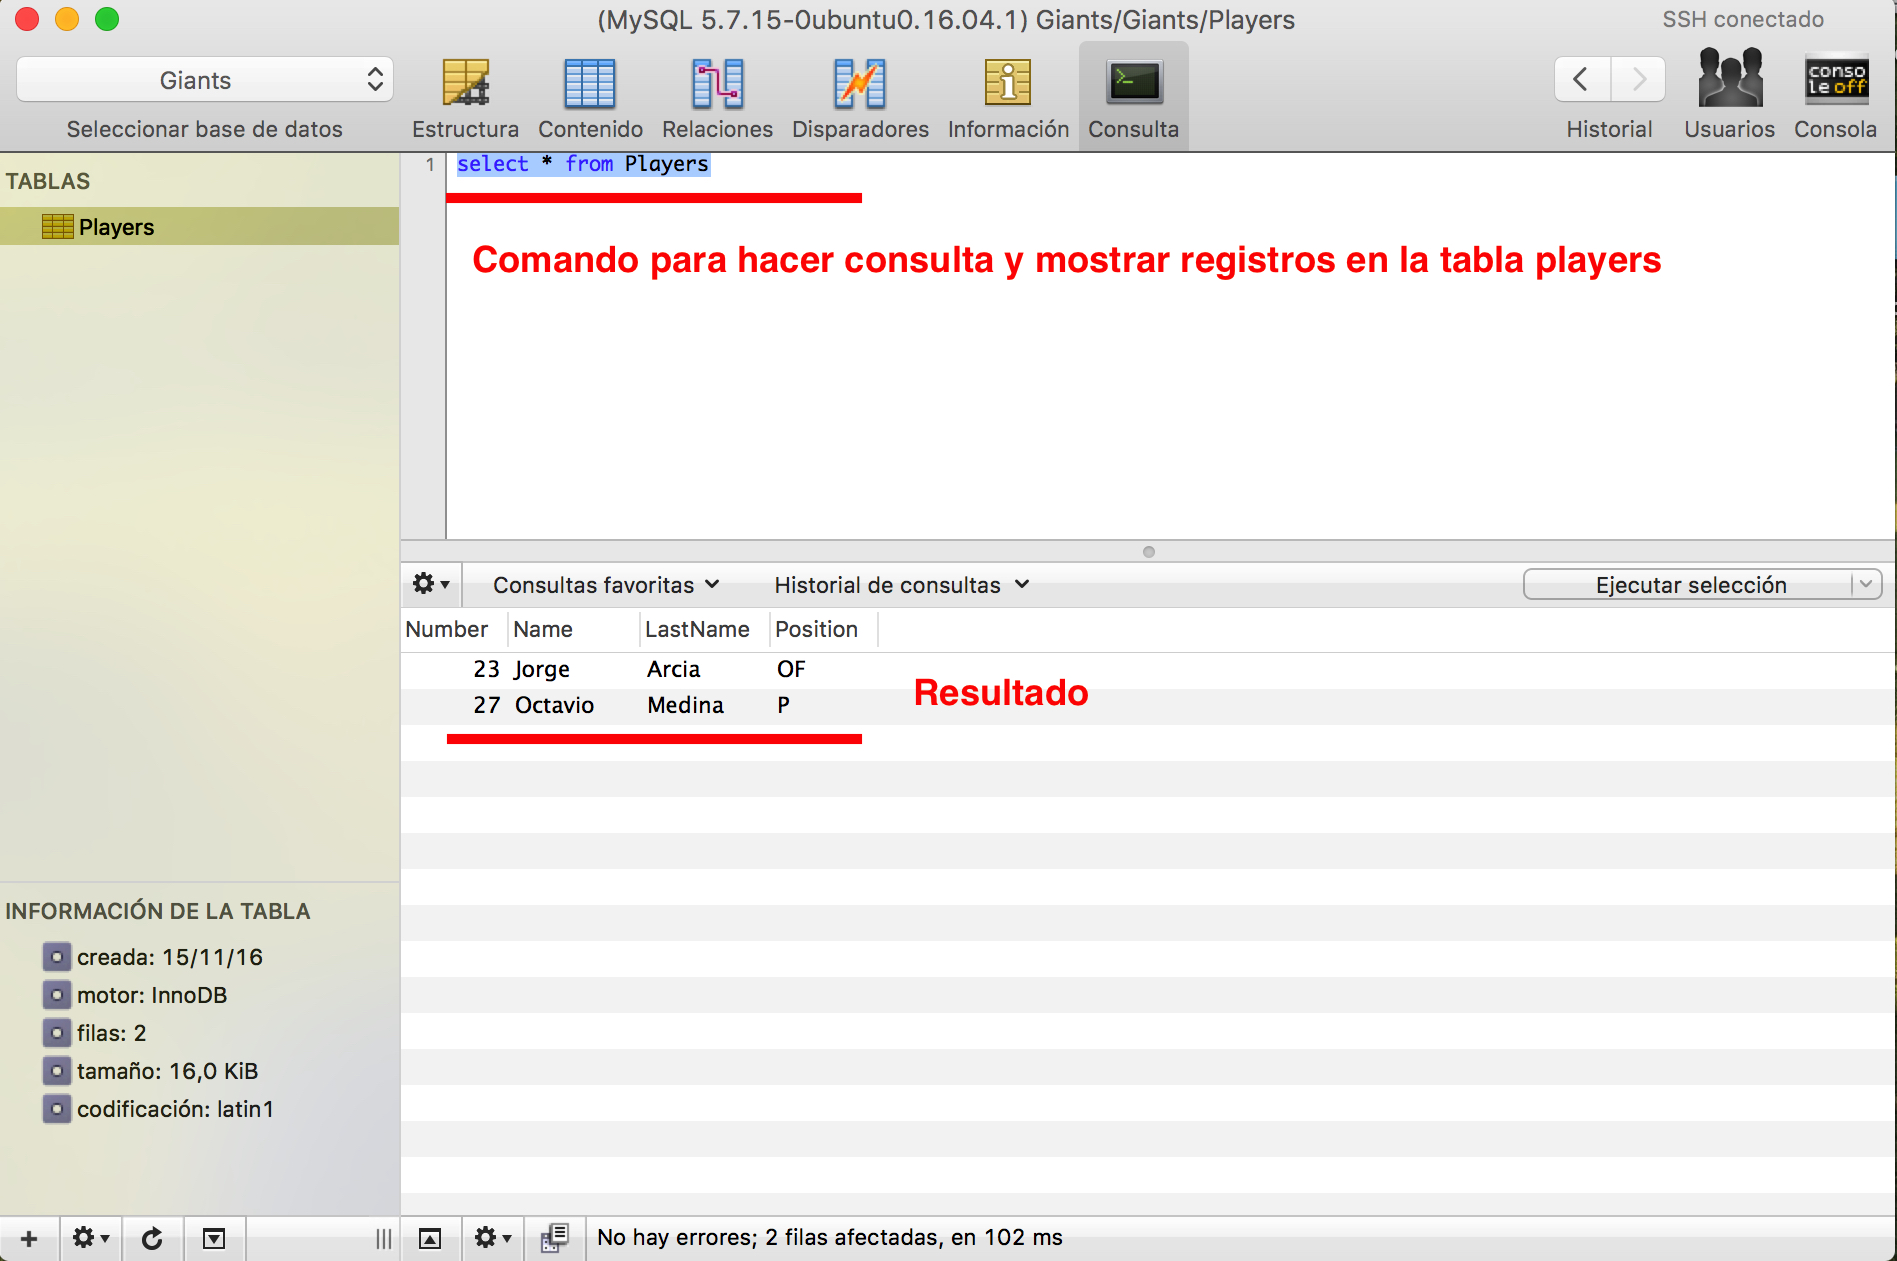 (MySQL 5.7.15-0ubuntu0.16.04.1) Giants/Giants/Players
SSH conectado
Giants
Seleccionar base de datos
Estructura
Contenido
Relaciones
Disparadores
Información
Consulta
Historial
Usuarios
conso
le off
Consola
TABLAS
Players
1 select * from Players
Comando para hacer consulta y mostrar registros en la tabla players
Consultas favoritas
Historial de consultas
Ejecutar selección
Number Name LastName Position
23 Jorge Arcia OF
27 Octavio Medina P
Resultado
INFORMACIÓN DE LA TABLA
creada: 15/11/16
motor: InnoDB
filas: 2
tamaño: 16,0 KiB
codificación: latin1
No hay errores; 2 filas afectadas, en 102 ms